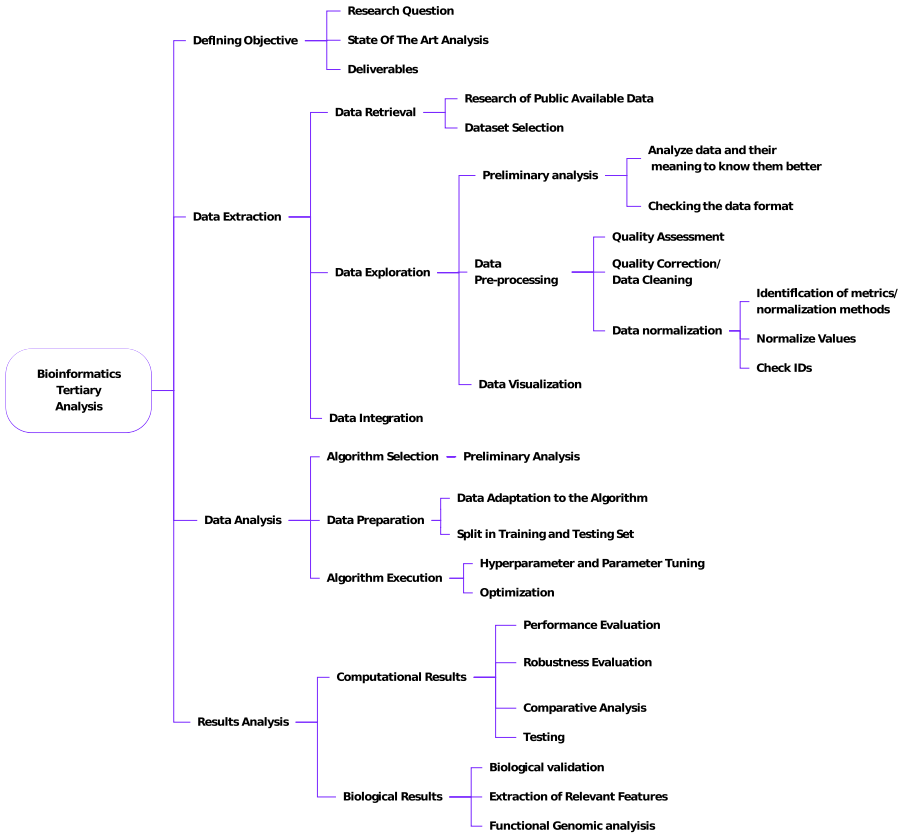 Bioinformatics
Tertiary
Analysis
Defining Objective
Research Question
State Of The Art Analysis
Deliverables
Data Extraction
Data Retrieval
Research of Public Available Data
Dataset Selection
Data Exploration
Preliminary analysis
Analyze data and their
meaning to know them better
Checking the data format
Data
Pre-processing
Quality Assessment
Quality Correction/
Data Cleaning
Data normalization
Identification of metrics/
normalization methods
Normalize Values
Check IDs
Data Visualization
Data Integration
Data Analysis
Algorithm Selection
Preliminary Analysis
Data Preparation
Data Adaptation to the Algorithm
Split in Training and Testing Set
Algorithm Execution
Hyperparameter and Parameter Tuning
Optimization
Results Analysis
Computational Results
Performance Evaluation
Robustness Evaluation
Comparative Analysis
Testing
Biological Results
Biological validation
Extraction of Relevant Features
Functional Genomic analyisis